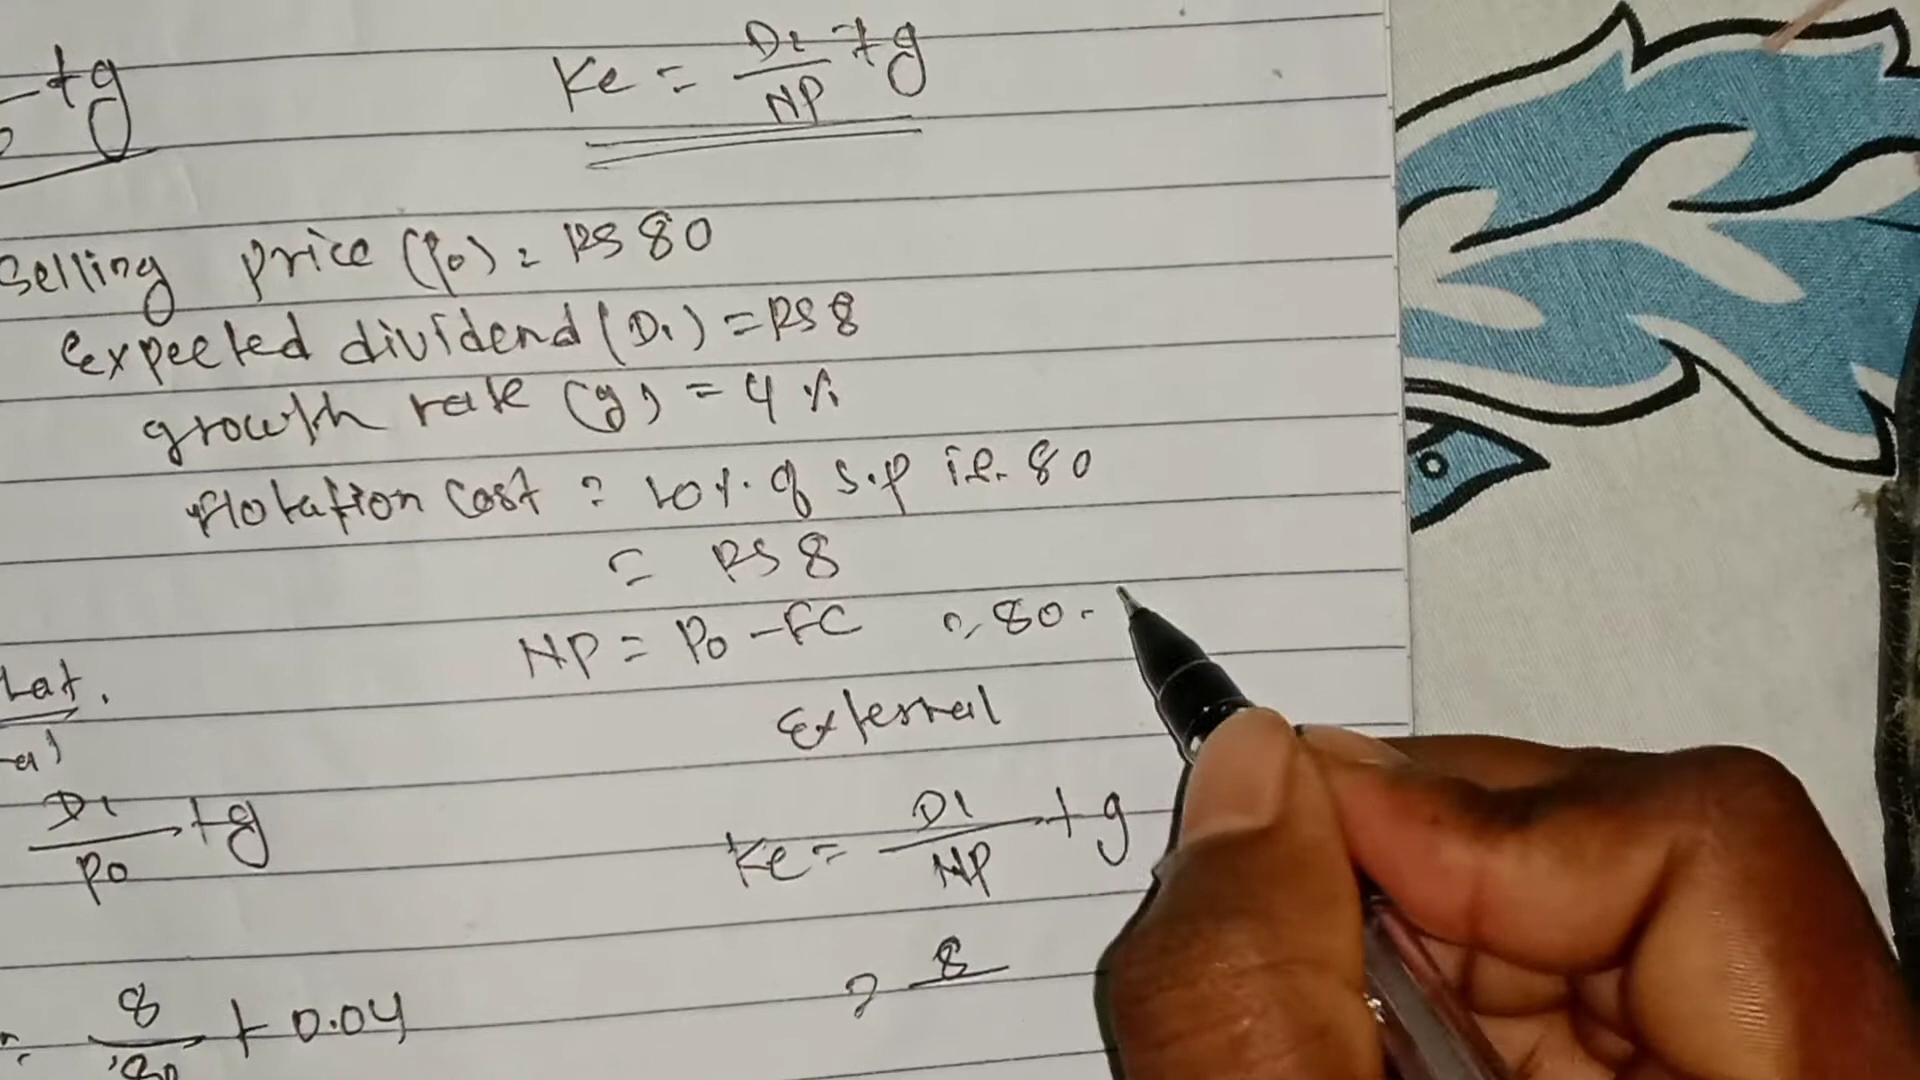 +g
Ke = D1/NP +g
Selling price (P0) = RS 80
Expected dividend (D1) = RS 8
growth rate (g) = 4 %
flotation cost = 10% of S.P i.e. 80
= RS 8
NP = P0 - FC = 80 -
External
D1/P0 +g
Ke = D1/NP + g
= 8/80 + 0.04
= 8